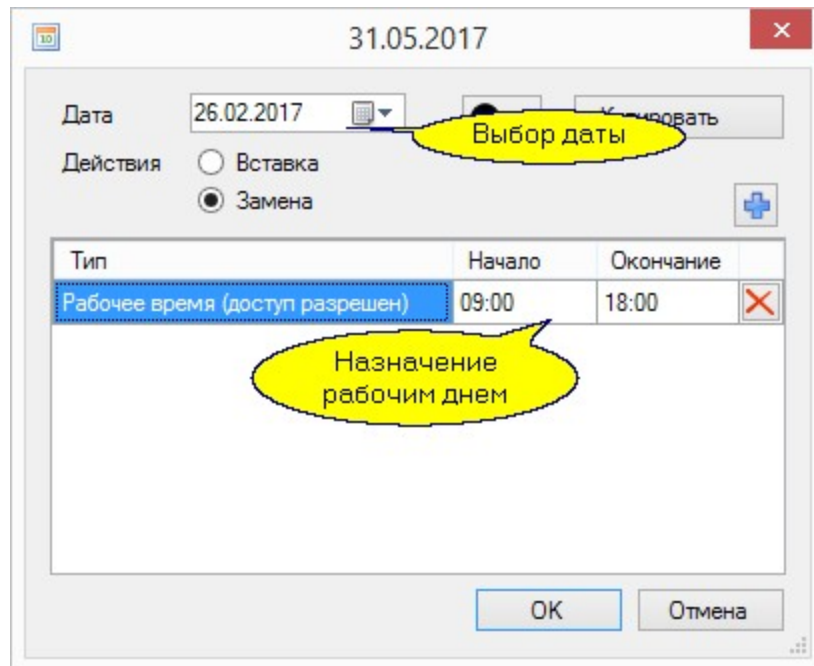 31.05.2017
Дата 26.02.2017
Выбор даты
Действия Вставка
Замена
Тип Начало Окончание
Рабочее время (доступ разрешен) 09:00 18:00
Назначение
рабочим днем
OK Отмена